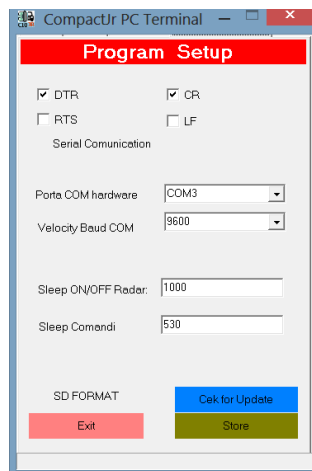 CompactJr PC Terminal
Program Setup
DTR CR
RTS LF
Serial Comunication
Porta COM hardware COM3
Velocity Baud COM 9600
Sleep ON/OFF Radar: 1000
Sleep Comandi 530
SD FORMAT Cek for Update
Exit Store